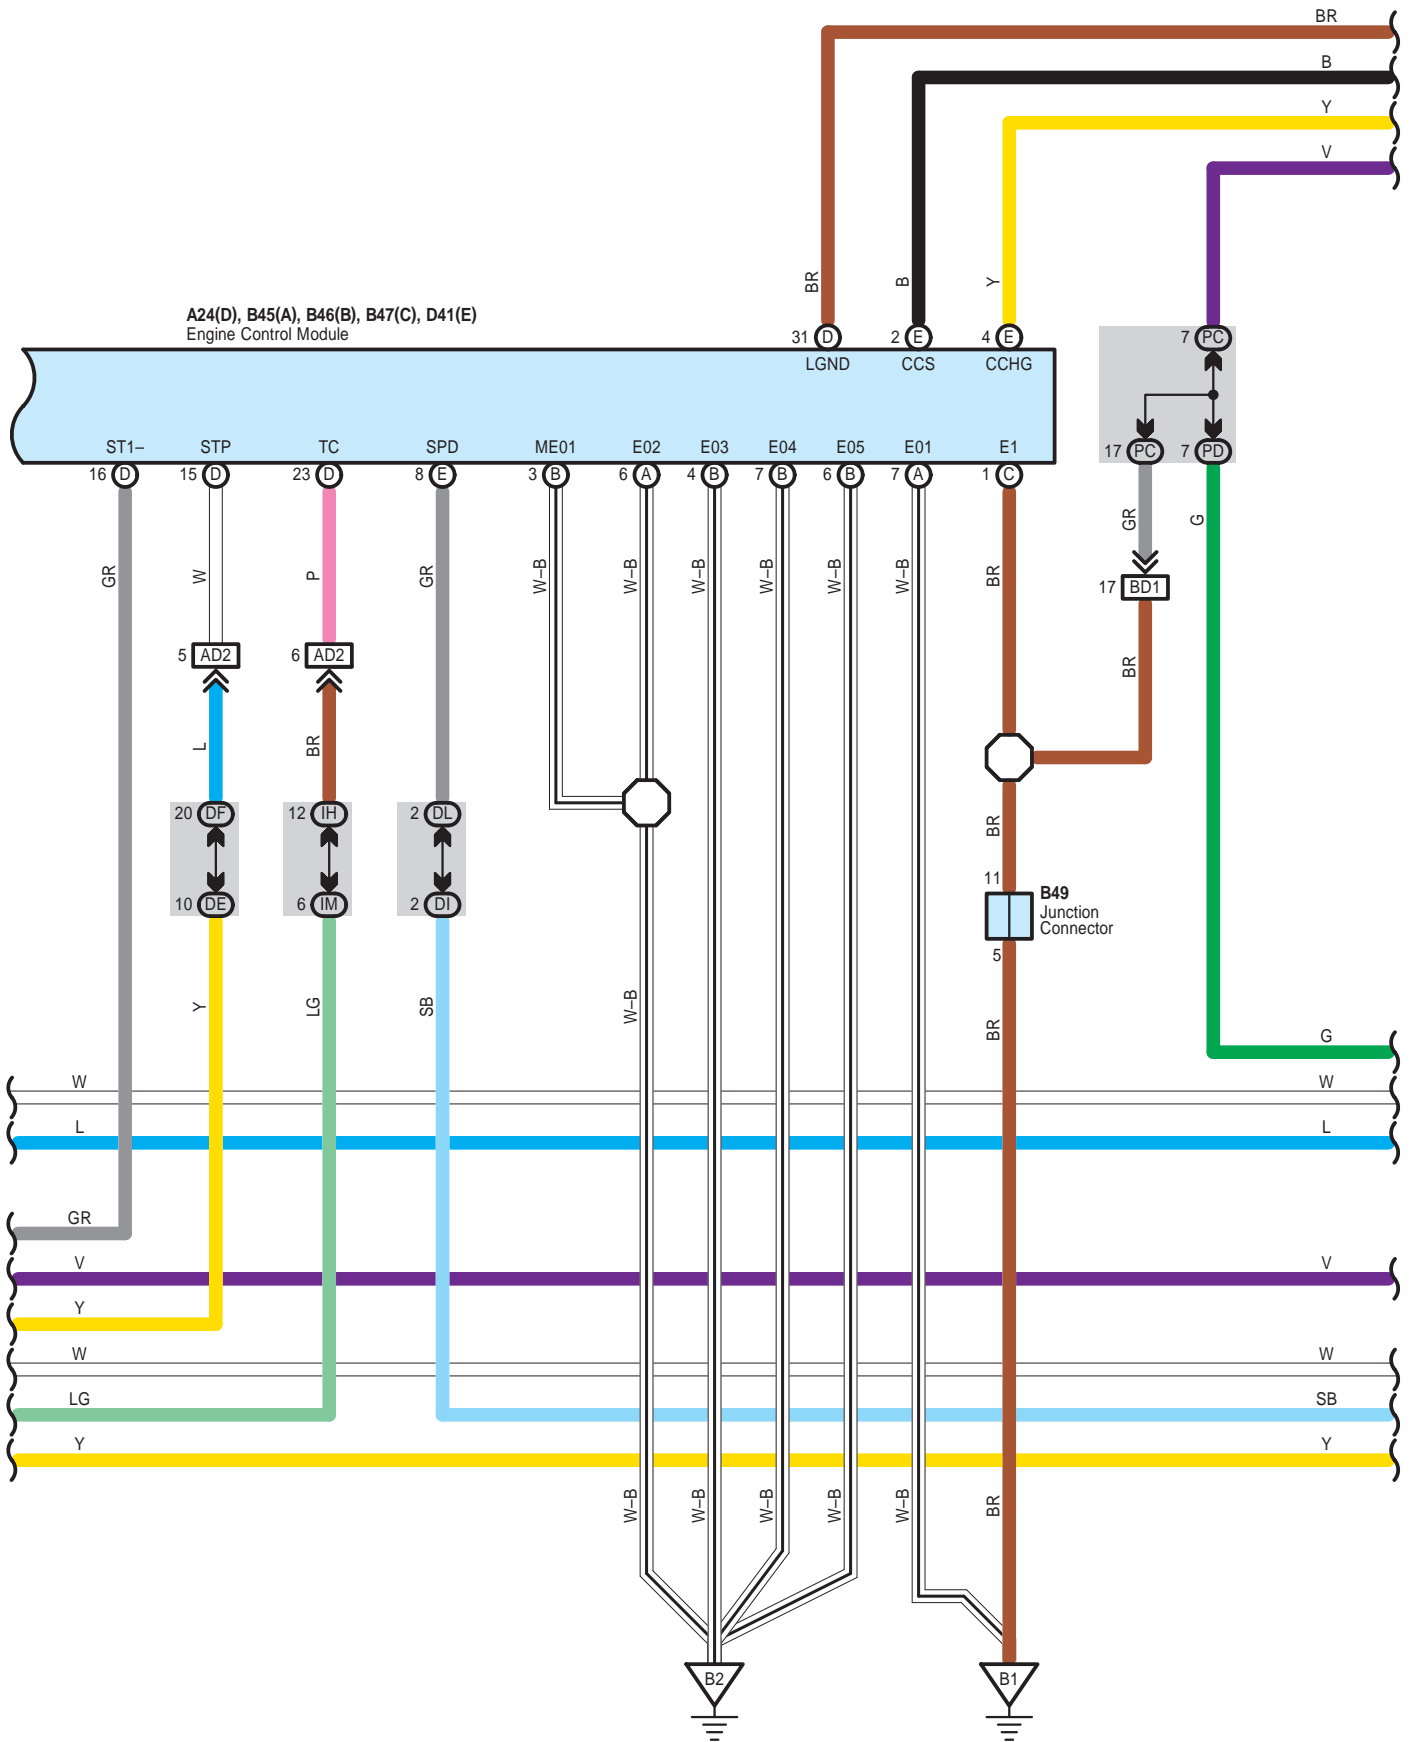 BR
B
Y
V
BR
B
Y
A24(D), B45(A), B46(B), B47(C), D41(E)
Engine Control Module
31 D
2 E
4 E
7 PC
LGND
CCS
CCHG
ST1–
STP
TC
SPD
ME01
E02
E03
E04
E05
E01
E1
17 PC
7 PD
16 D
15 D
23 D
8 E
3 B
6 A
4 B
7 B
6 B
7 A
1 C
GR
G
GR
W
P
GR
W–B
W–B
W–B
W–B
W–B
W–B
BR
17 BD1
5 AD2
6 AD2
BR
L
BR
20 DF
12 IH
2 DL
BR
11
B49
Junction
Connector
10 DE
6 IM
2 DI
5
Y
LG
SB
W–B
BR
G
W
W
L
L
GR
V
V
Y
W
W
LG
SB
Y
Y
W–B
W–B
W–B
W–B
W–B
BR
B2
B1